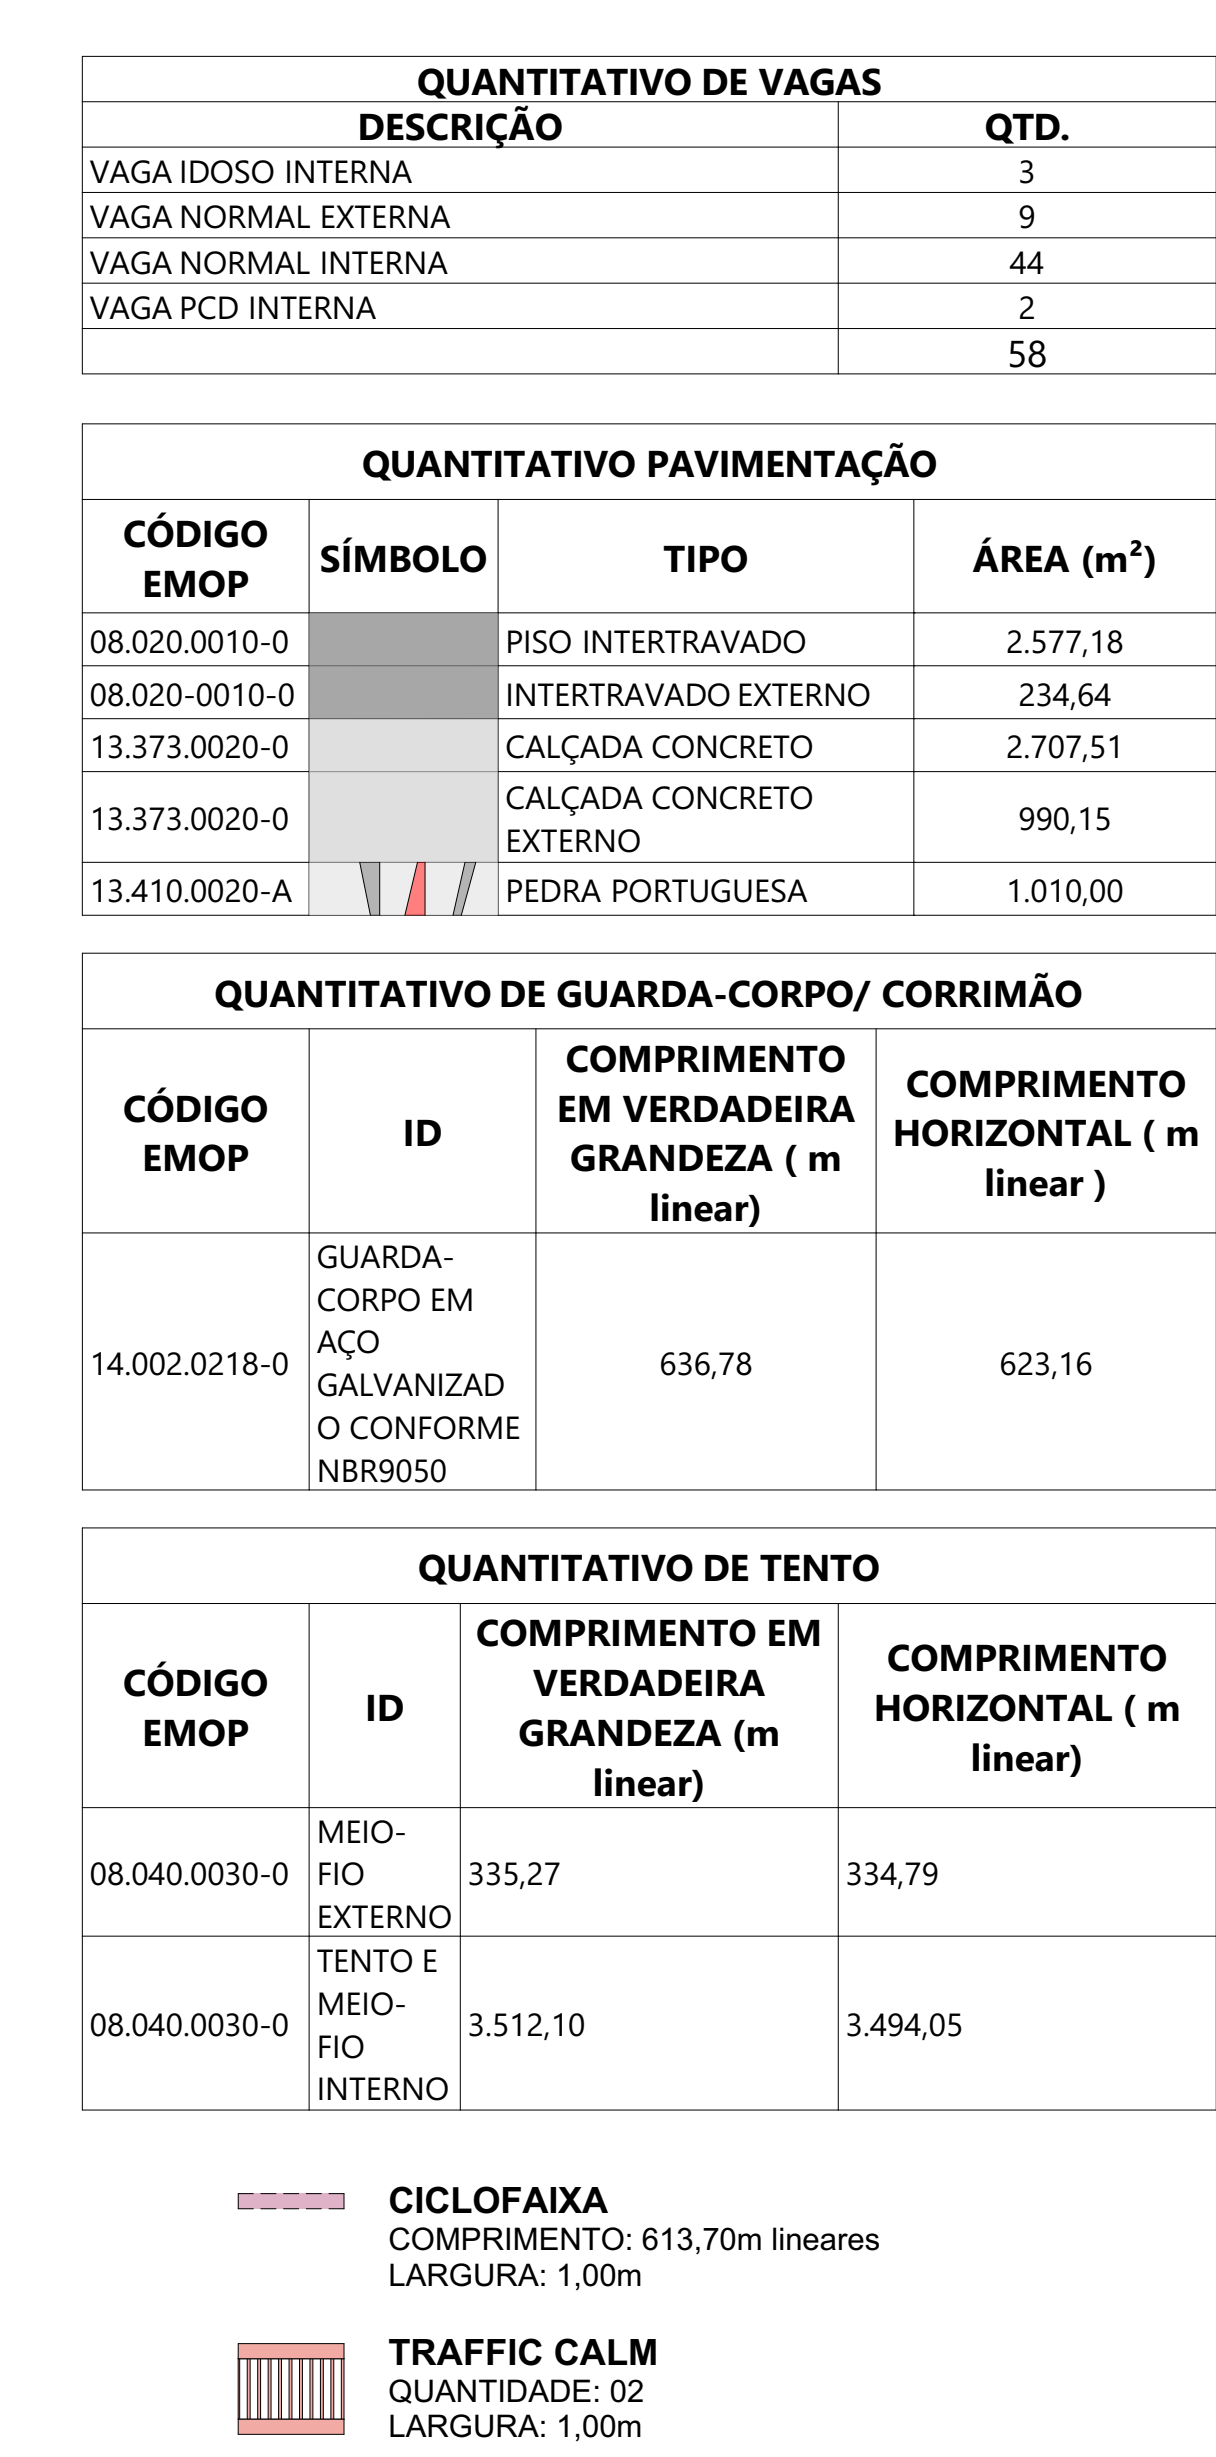 QUANTITATIVO DE VAGAS
DESCRIÇÃO QTD.
VAGA IDOSO INTERNA 3
VAGA NORMAL EXTERNA 9
VAGA NORMAL INTERNA 44
VAGA PCD INTERNA 2
58
QUANTITATIVO PAVIMENTAÇÃO
CÓDIGO
EMOP
SÍMBOLO
TIPO
ÁREA (m²)
08.020.0010-0 PISO INTERTRAVADO 2.577,18
08.020-0010-0 INTERTRAVADO EXTERNO 234,64
13.373.0020-0 CALÇADA CONCRETO 2.707,51
13.373.0020-0
CALÇADA CONCRETO
EXTERNO
990,15
13.410.0020-A PEDRA PORTUGUESA 1.010,00
QUANTITATIVO DE GUARDA-CORPO/ CORRIMÃO
CÓDIGO
EMOP
ID
COMPRIMENTO
EM VERDADEIRA
GRANDEZA ( m
linear)
COMPRIMENTO
HORIZONTAL ( m
linear )
14.002.0218-0
GUARDA-
CORPO EM
AÇO
GALVANIZAD
O CONFORME
NBR9050
636,78
623,16
QUANTITATIVO DE TENTO
CÓDIGO
EMOP
ID
COMPRIMENTO EM
VERDADEIRA
GRANDEZA (m
linear)
COMPRIMENTO
HORIZONTAL ( m
linear)
08.040.0030-0
MEIO-
FIO
EXTERNO
335,27
334,79
08.040.0030-0
TENTO E
MEIO-
FIO
INTERNO
3.512,10
3.494,05
CICLOFAIXA
COMPRIMENTO: 613,70m lineares
LARGURA: 1,00m
TRAFFIC CALM
QUANTIDADE: 02
LARGURA: 1,00m